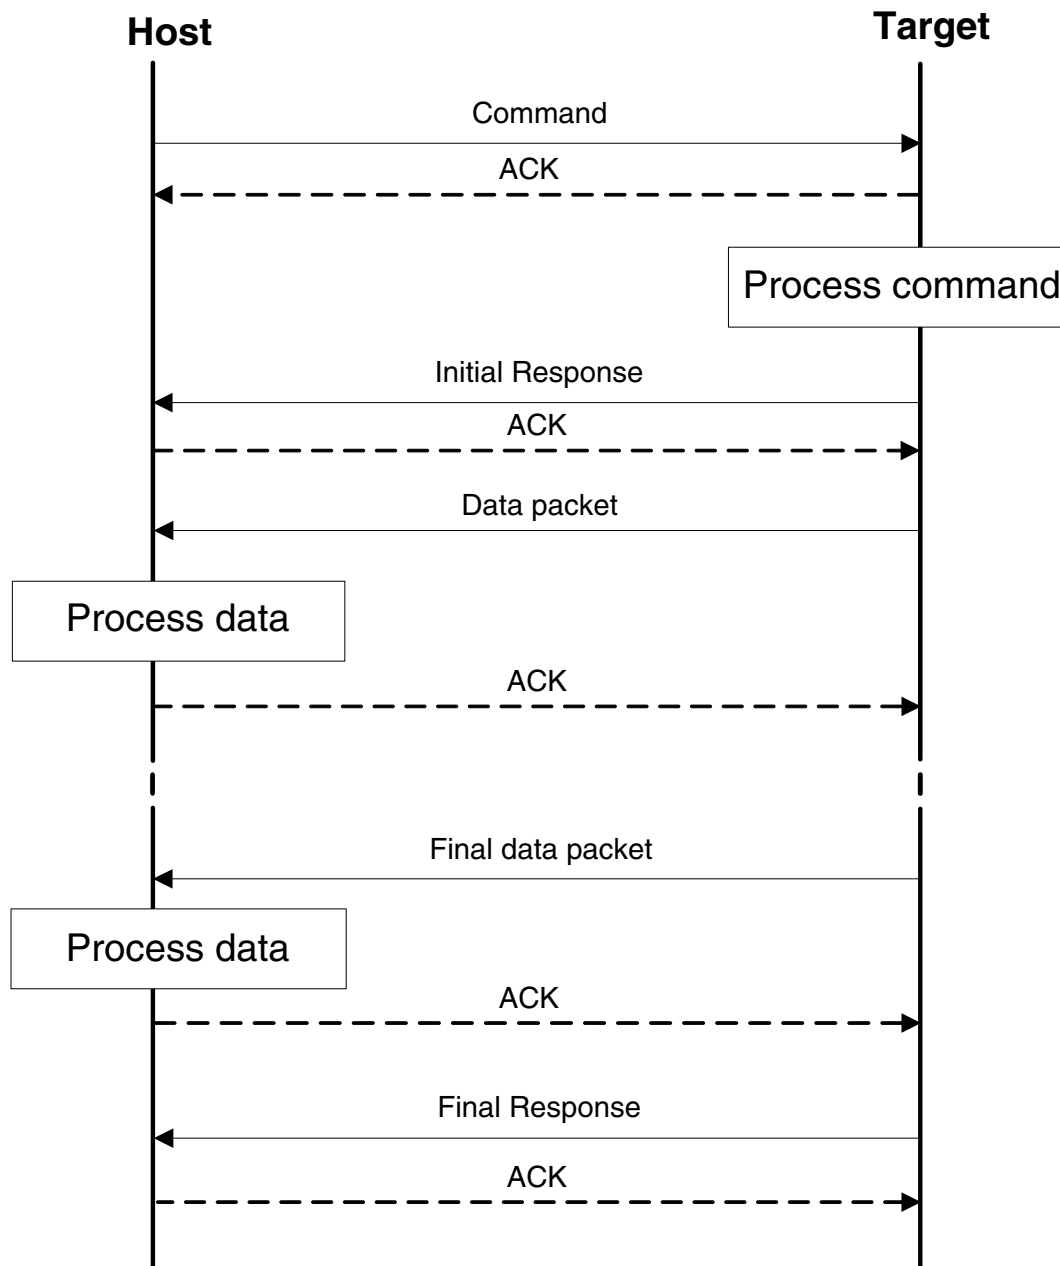 Host
Target
Command
ACK
Process command
Initial Response
ACK
Data packet
Process data
ACK
Final data packet
Process data
ACK
Final Response
ACK